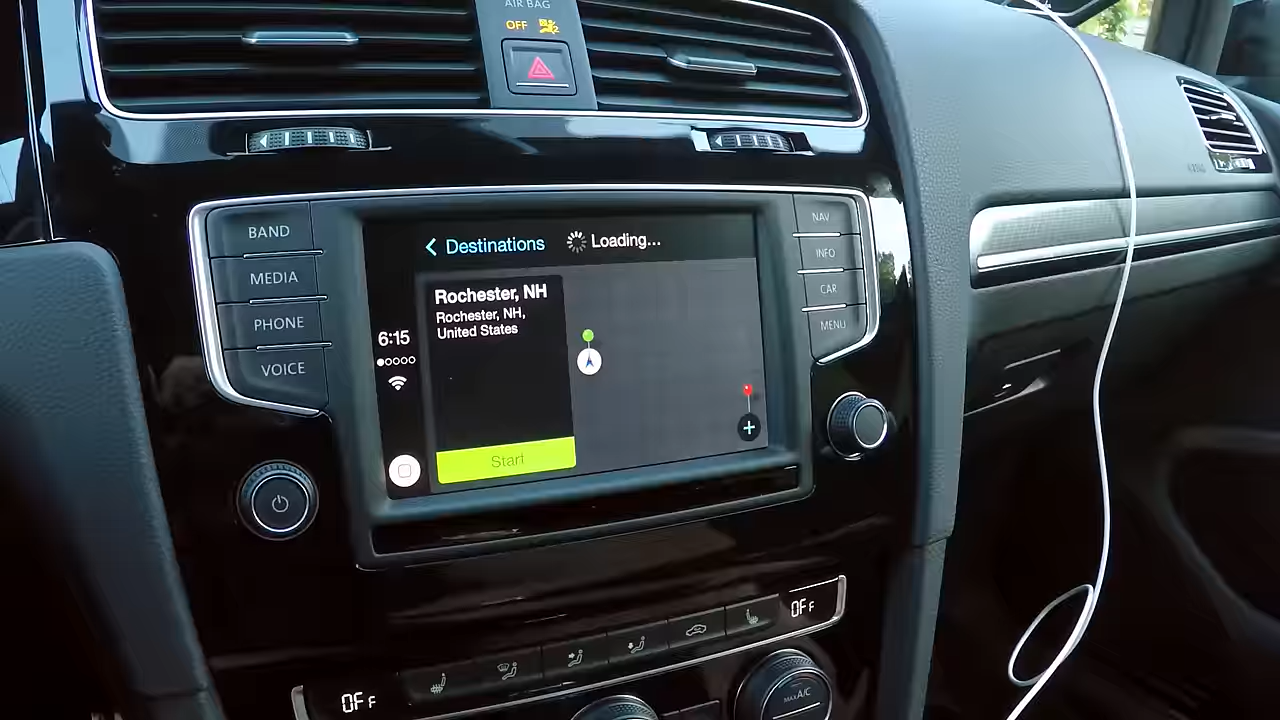 AIR BAG
OFF
BAND
MEDIA
PHONE
VOICE
Destinations
Loading...
Rochester, NH
Rochester, NH,
United States
6:15
Start
NAV
INFO
CAR
MENU
OFF
OFF
MAX A/C